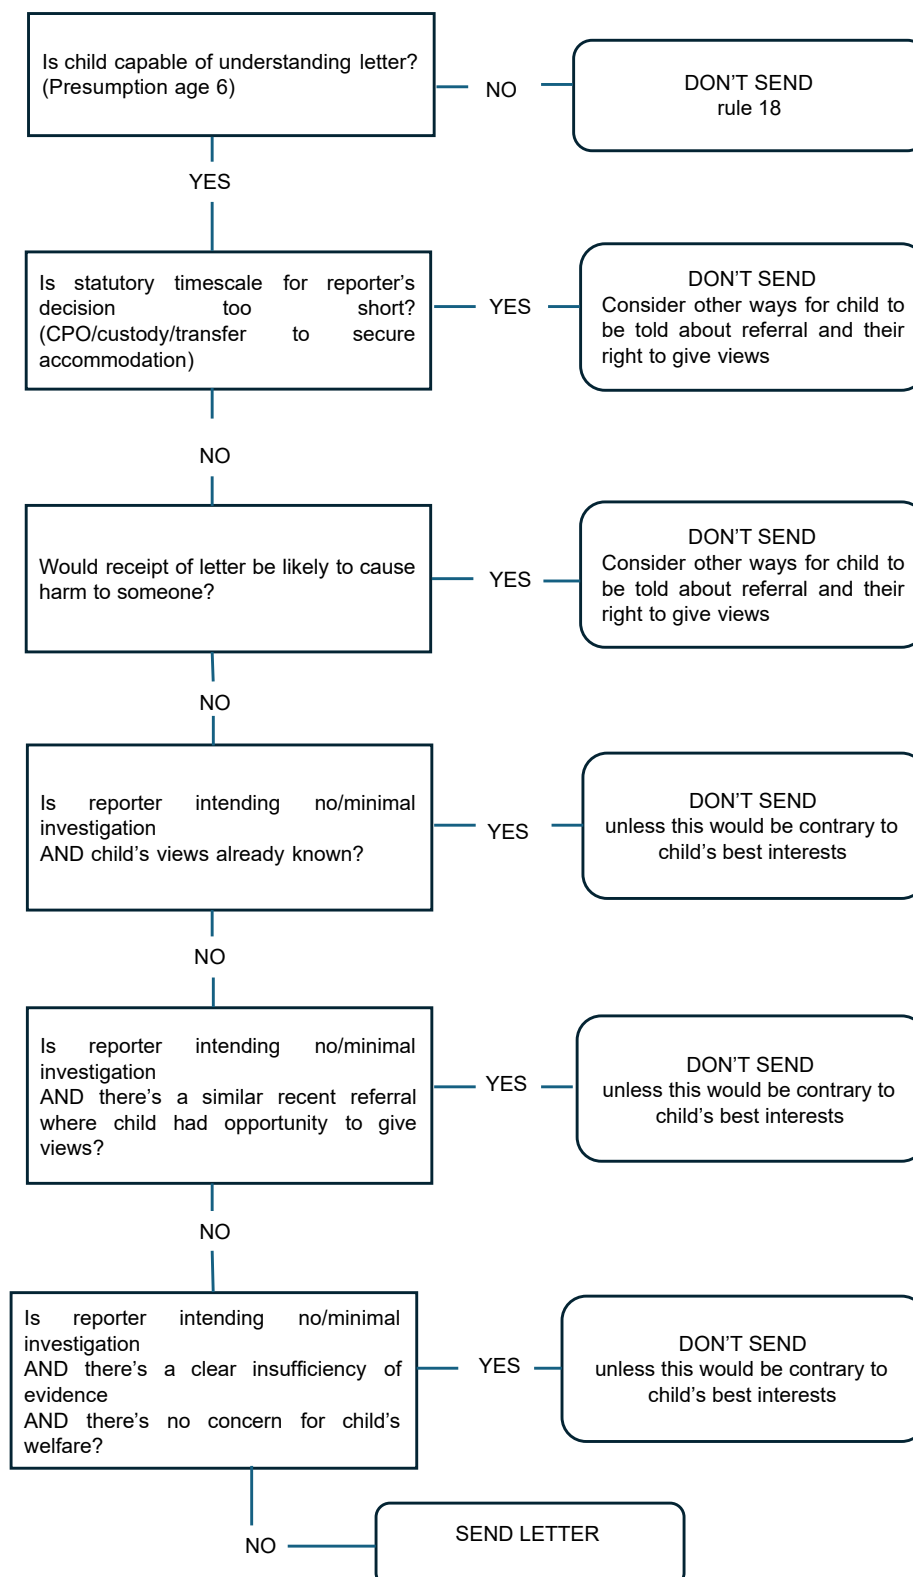 Is child capable of understanding letter?
(Presumption age 6)
NO
DON’T SEND
rule 18
YES
Is statutory timescale for reporter’s
decision too short?
(CPO/custody/transfer to secure
accommodation)
YES
DON’T SEND
Consider other ways for child to
be told about referral and their
right to give views
NO
Would receipt of letter be likely to cause
harm to someone?
YES
DON’T SEND
Consider other ways for child to
be told about referral and their
right to give views
NO
Is reporter intending no/minimal
investigation
AND child’s views already known?
YES
DON’T SEND
unless this would be contrary to
child’s best interests
NO
Is reporter intending no/minimal
investigation
AND there’s a similar recent referral
where child had opportunity to give
views?
YES
DON’T SEND
unless this would be contrary to
child’s best interests
NO
Is reporter intending no/minimal
investigation
AND there’s a clear insufficiency of
evidence
AND there’s no concern for child’s
welfare?
YES
DON’T SEND
unless this would be contrary to
child’s best interests
NO
SEND LETTER